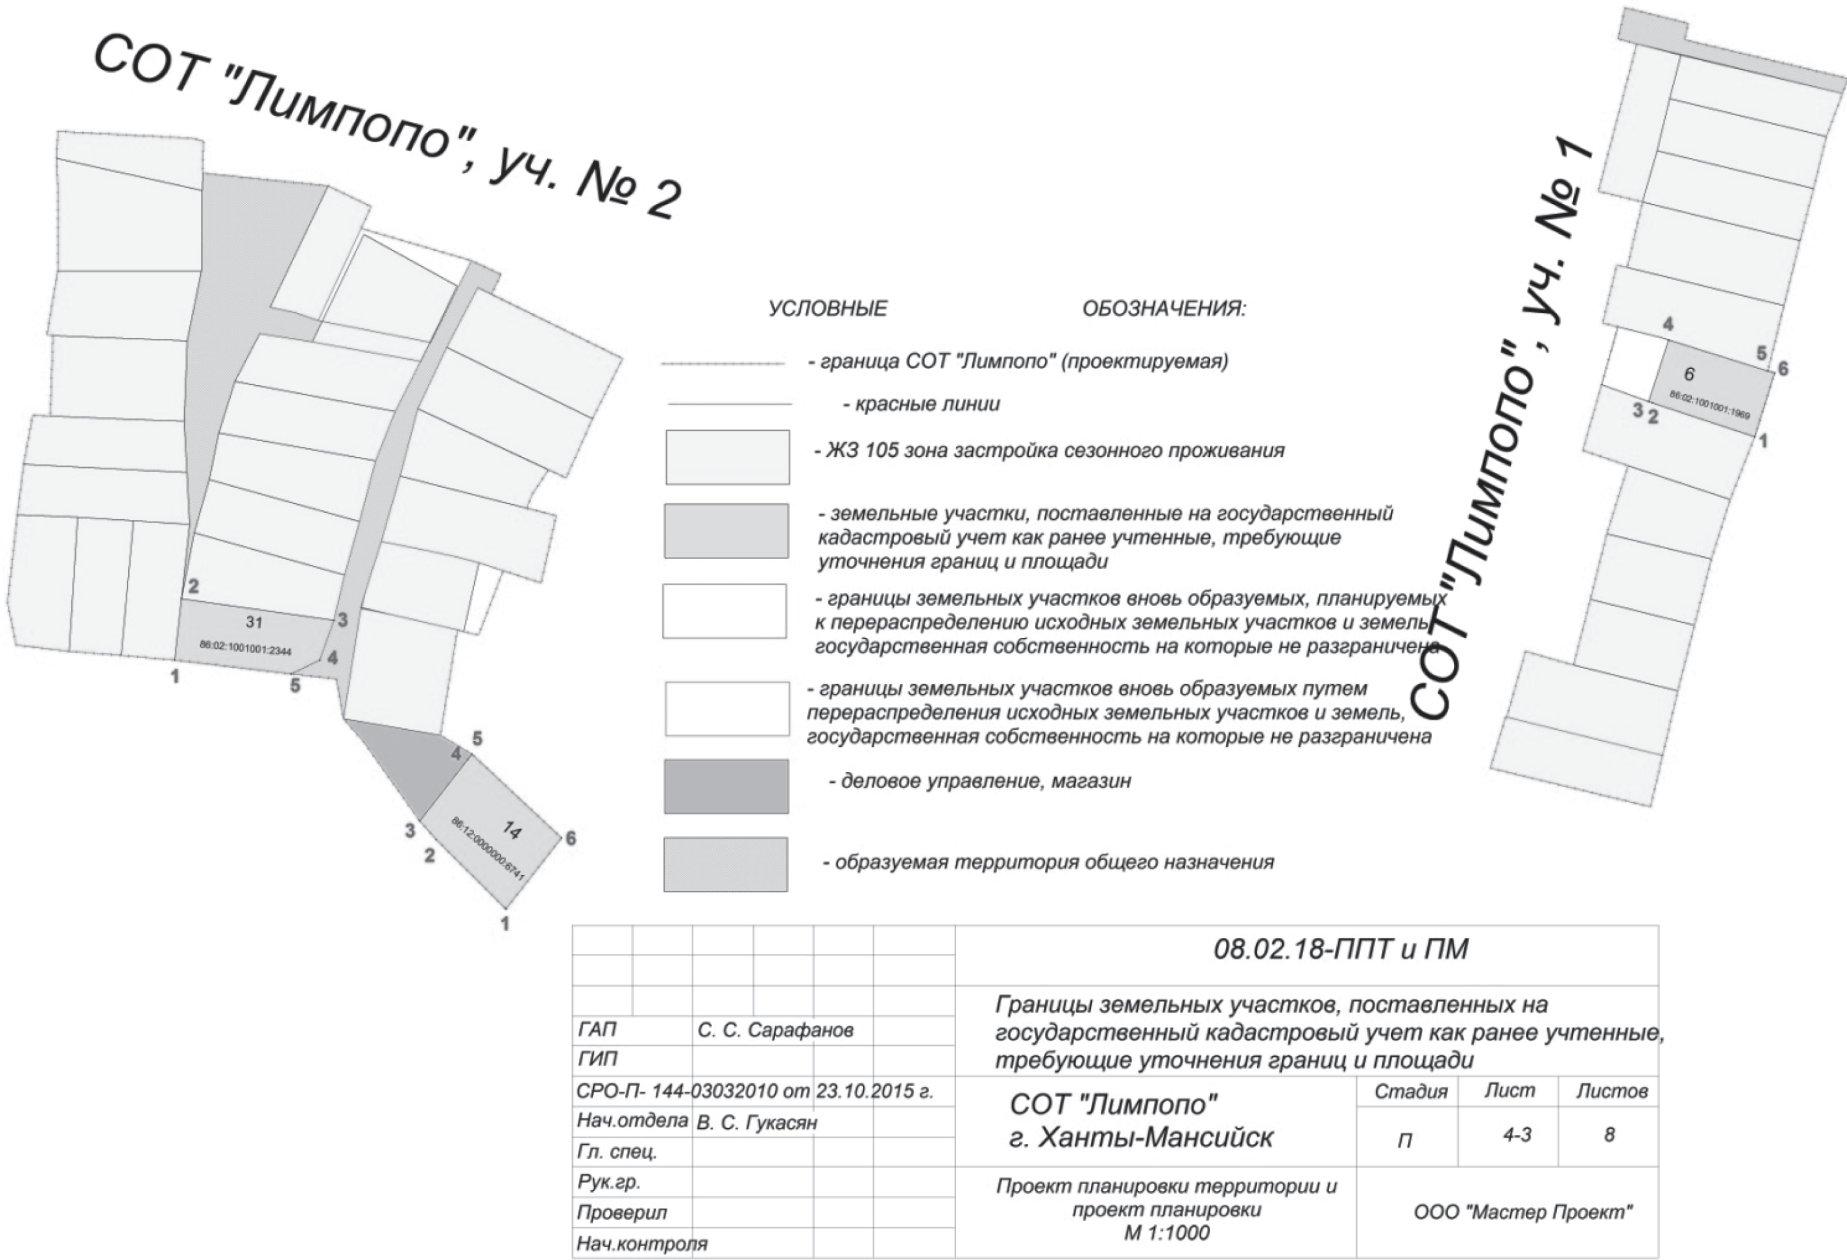 СОТ "Лимпопо", уч. № 2
СОТ "Лимпопо", уч. № 1
УСЛОВНЫЕ ОБОЗНАЧЕНИЯ:
- граница СОТ "Лимпопо" (проектируемая)
- красные линии
- ЖЗ 105 зона застройка сезонного проживания
- земельные участки, поставленные на государственный
кадастровый учет как ранее учтенные, требующие
уточнения границ и площади
- границы земельных участков вновь образуемых, планируемых
к перераспределению исходных земельных участков и земель,
государственная собственность на которые не разграничена
- границы земельных участков вновь образуемых путем
перераспределения исходных земельных участков и земель,
государственная собственность на которые не разграничена
- деловое управление, магазин
- образуемая территория общего назначения
2
31
3
86:02:1001001:2344
4
1
5
5
4
14
3
86:12:0000000:6741
6
2
1
4
5
6
6
86:02:1001001:1969
3
2
1
08.02.18-ППТ и ПМ
Границы земельных участков, поставленных на
государственный кадастровый учет как ранее учтенные,
требующие уточнения границ и площади
ГАП С. С. Сарафанов
ГИП
СРО-П- 144-03032010 от 23.10.2015 г.
Нач.отдела В. С. Гукасян
Гл. спец.
Рук.гр.
Проверил
Нач.контроля
СОТ "Лимпопо"
г. Ханты-Мансийск
Стадия Лист Листов
П 4-3 8
Проект планировки территории и
проект планировки
М 1:1000
ООО "Мастер Проект"